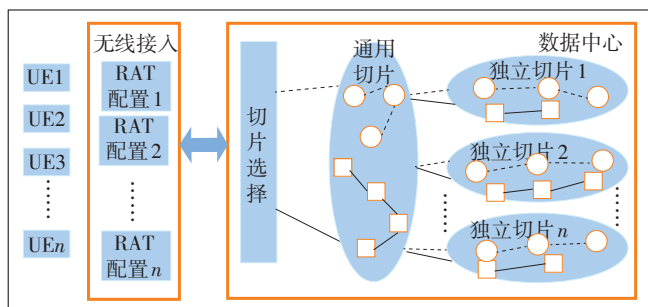 无线接入
UE1
UE2
UE3
UEn
RAT
配置1
RAT
配置2
RAT
配置n
切片选择
通用
切片
数据中心
独立切片1
独立切片2
独立切片n